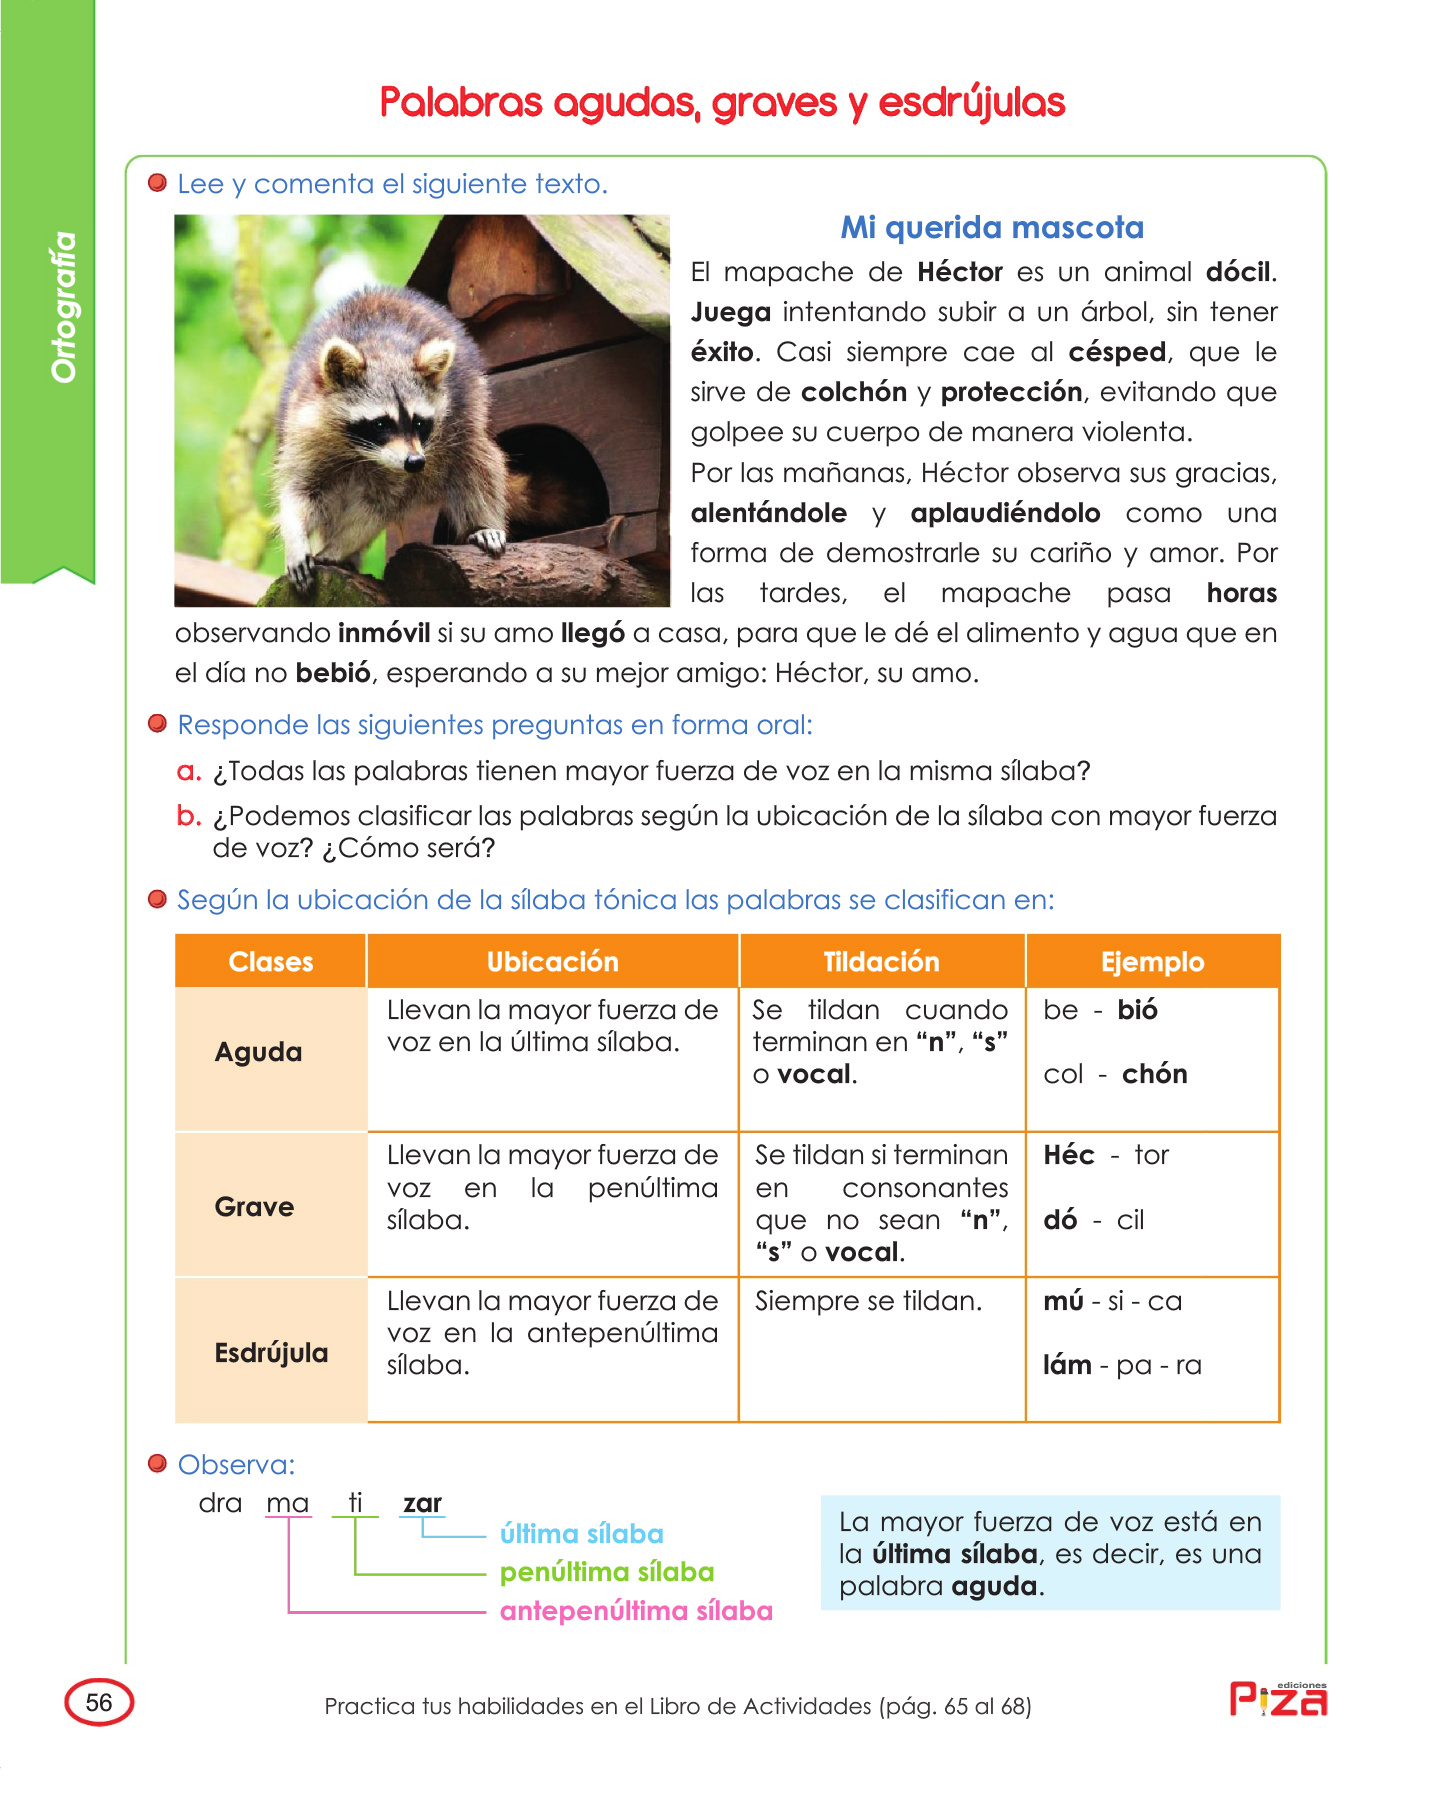 Palabras agudas, graves y esdrújulas
Ortografía
Lee y comenta el siguiente texto.
Mi querida mascota
El mapache de Héctor es un animal dócil.
Juega intentando subir a un árbol, sin tener
éxito. Casi siempre cae al césped, que le
sirve de colchón y protección, evitando que
golpee su cuerpo de manera violenta.
Por las mañanas, Héctor observa sus gracias,
alentándole y aplaudiéndolo como una
forma de demostrarle su cariño y amor. Por
las tardes, el mapache pasa horas
observando inmóvil si su amo llegó a casa, para que le dé el alimento y agua que en
el día no bebió, esperando a su mejor amigo: Héctor, su amo.
Responde las siguientes preguntas en forma oral:
a. ¿Todas las palabras tienen mayor fuerza de voz en la misma sílaba?
b. ¿Podemos clasificar las palabras según la ubicación de la sílaba con mayor fuerza
de voz? ¿Cómo será?
Según la ubicación de la sílaba tónica las palabras se clasifican en:
Clases Ubicación Tildación Ejemplo
Aguda
Llevan la mayor fuerza de
voz en la última sílaba.
Se tildan cuando
terminan en “n”, “s”
o vocal.
be - bió
col - chón
Grave
Llevan la mayor fuerza de
voz en la penúltima
sílaba.
Se tildan si terminan
en consonantes
que no sean “n”,
“s” o vocal.
Héc - tor
dó - cil
Esdrújula
Llevan la mayor fuerza de
voz en la antepenúltima
sílaba.
Siempre se tildan.
mú - si - ca
lám - pa - ra
Observa:
dra ma ti zar
última sílaba
penúltima sílaba
antepenúltima sílaba
La mayor fuerza de voz está en
la última sílaba, es decir, es una
palabra aguda.
56
Practica tus habilidades en el Libro de Actividades (pág. 65 al 68)
ediciones
Piza